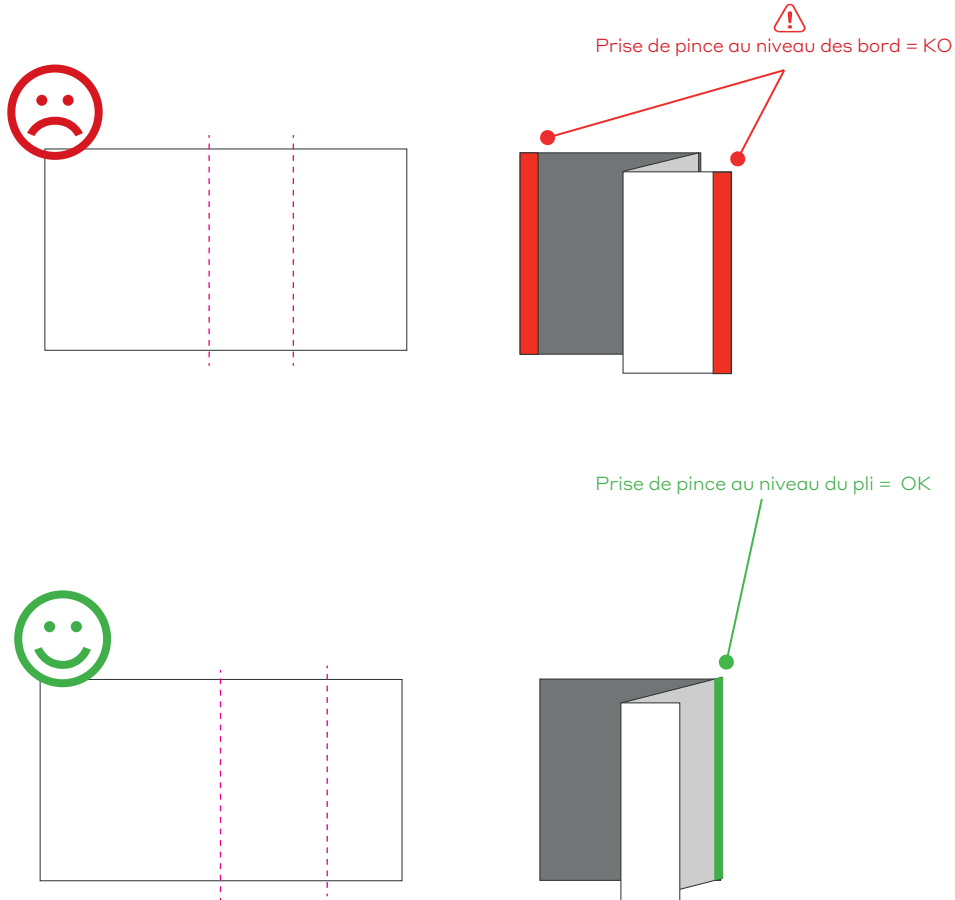 Prise de pince au niveau des bord = KO
Prise de pince au niveau du pli = OK